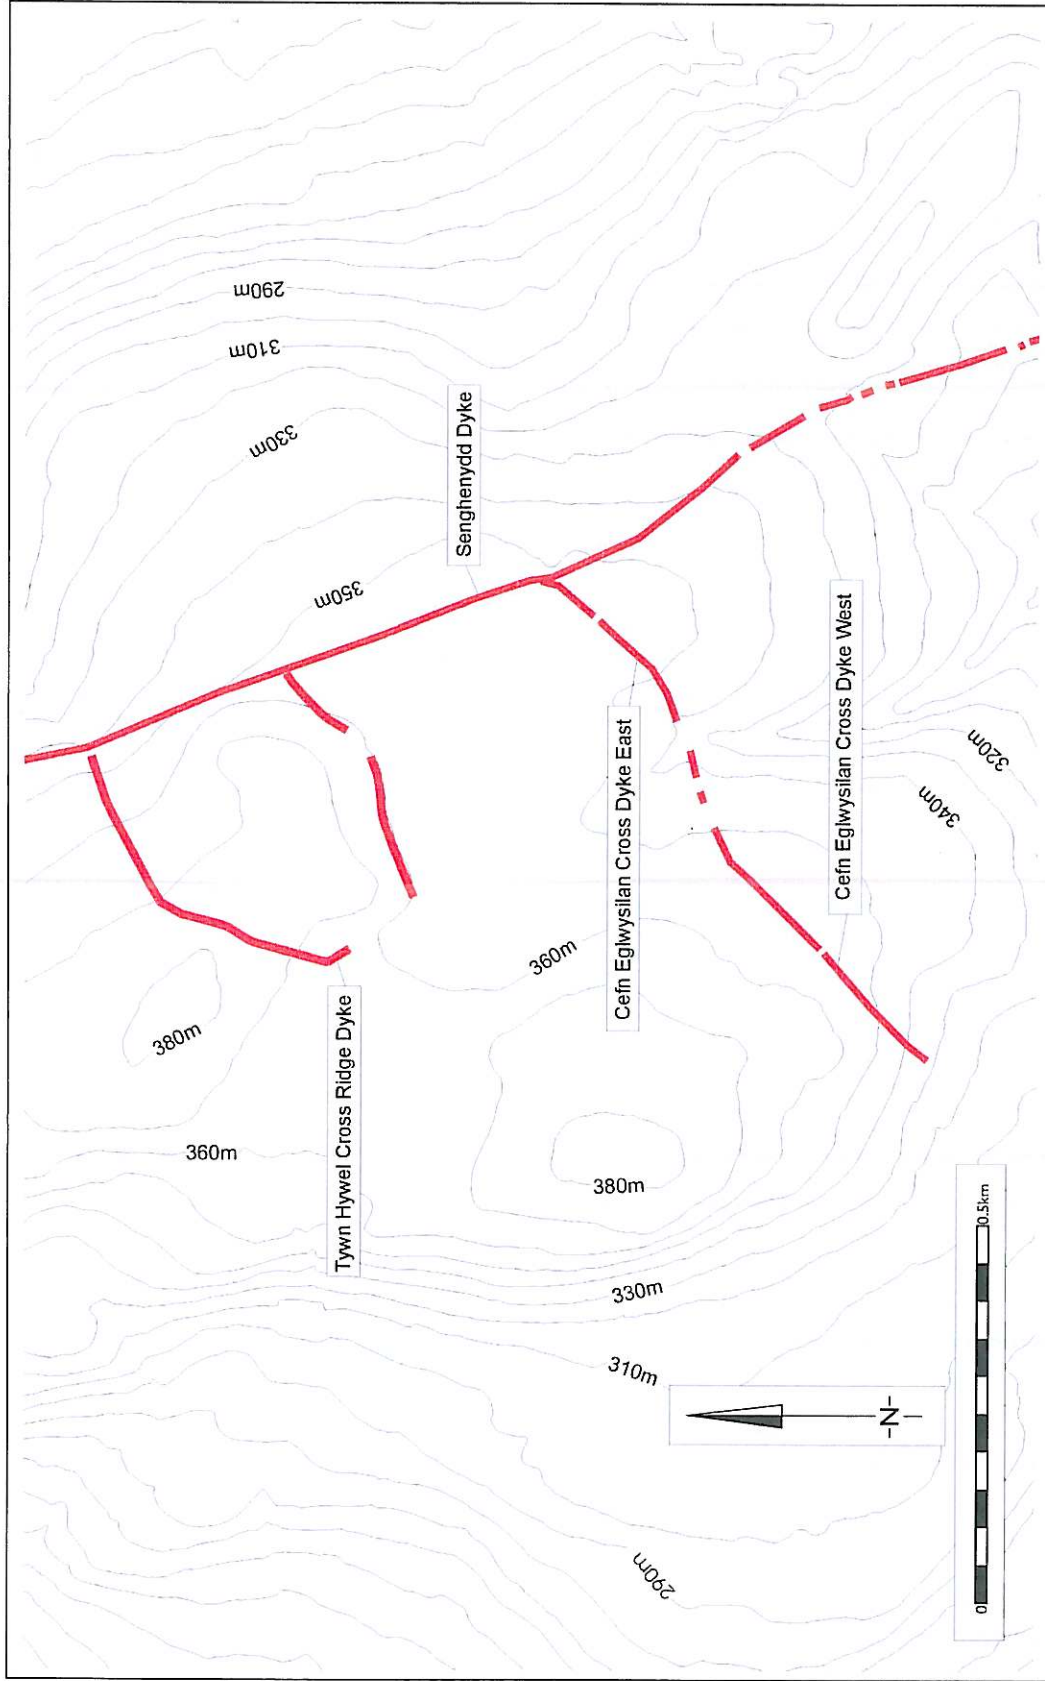 290m
310m
330m
350m
Senghenydd Dyke
Cefn Eglwysilan Cross Dyke East
Cefn Eglwysilan Cross Dyke West
320m
340m
360m
380m
Tywn Hywel Cross Ridge Dyke
360m
380m
330m
310m
290m
-N-
0
0.5km